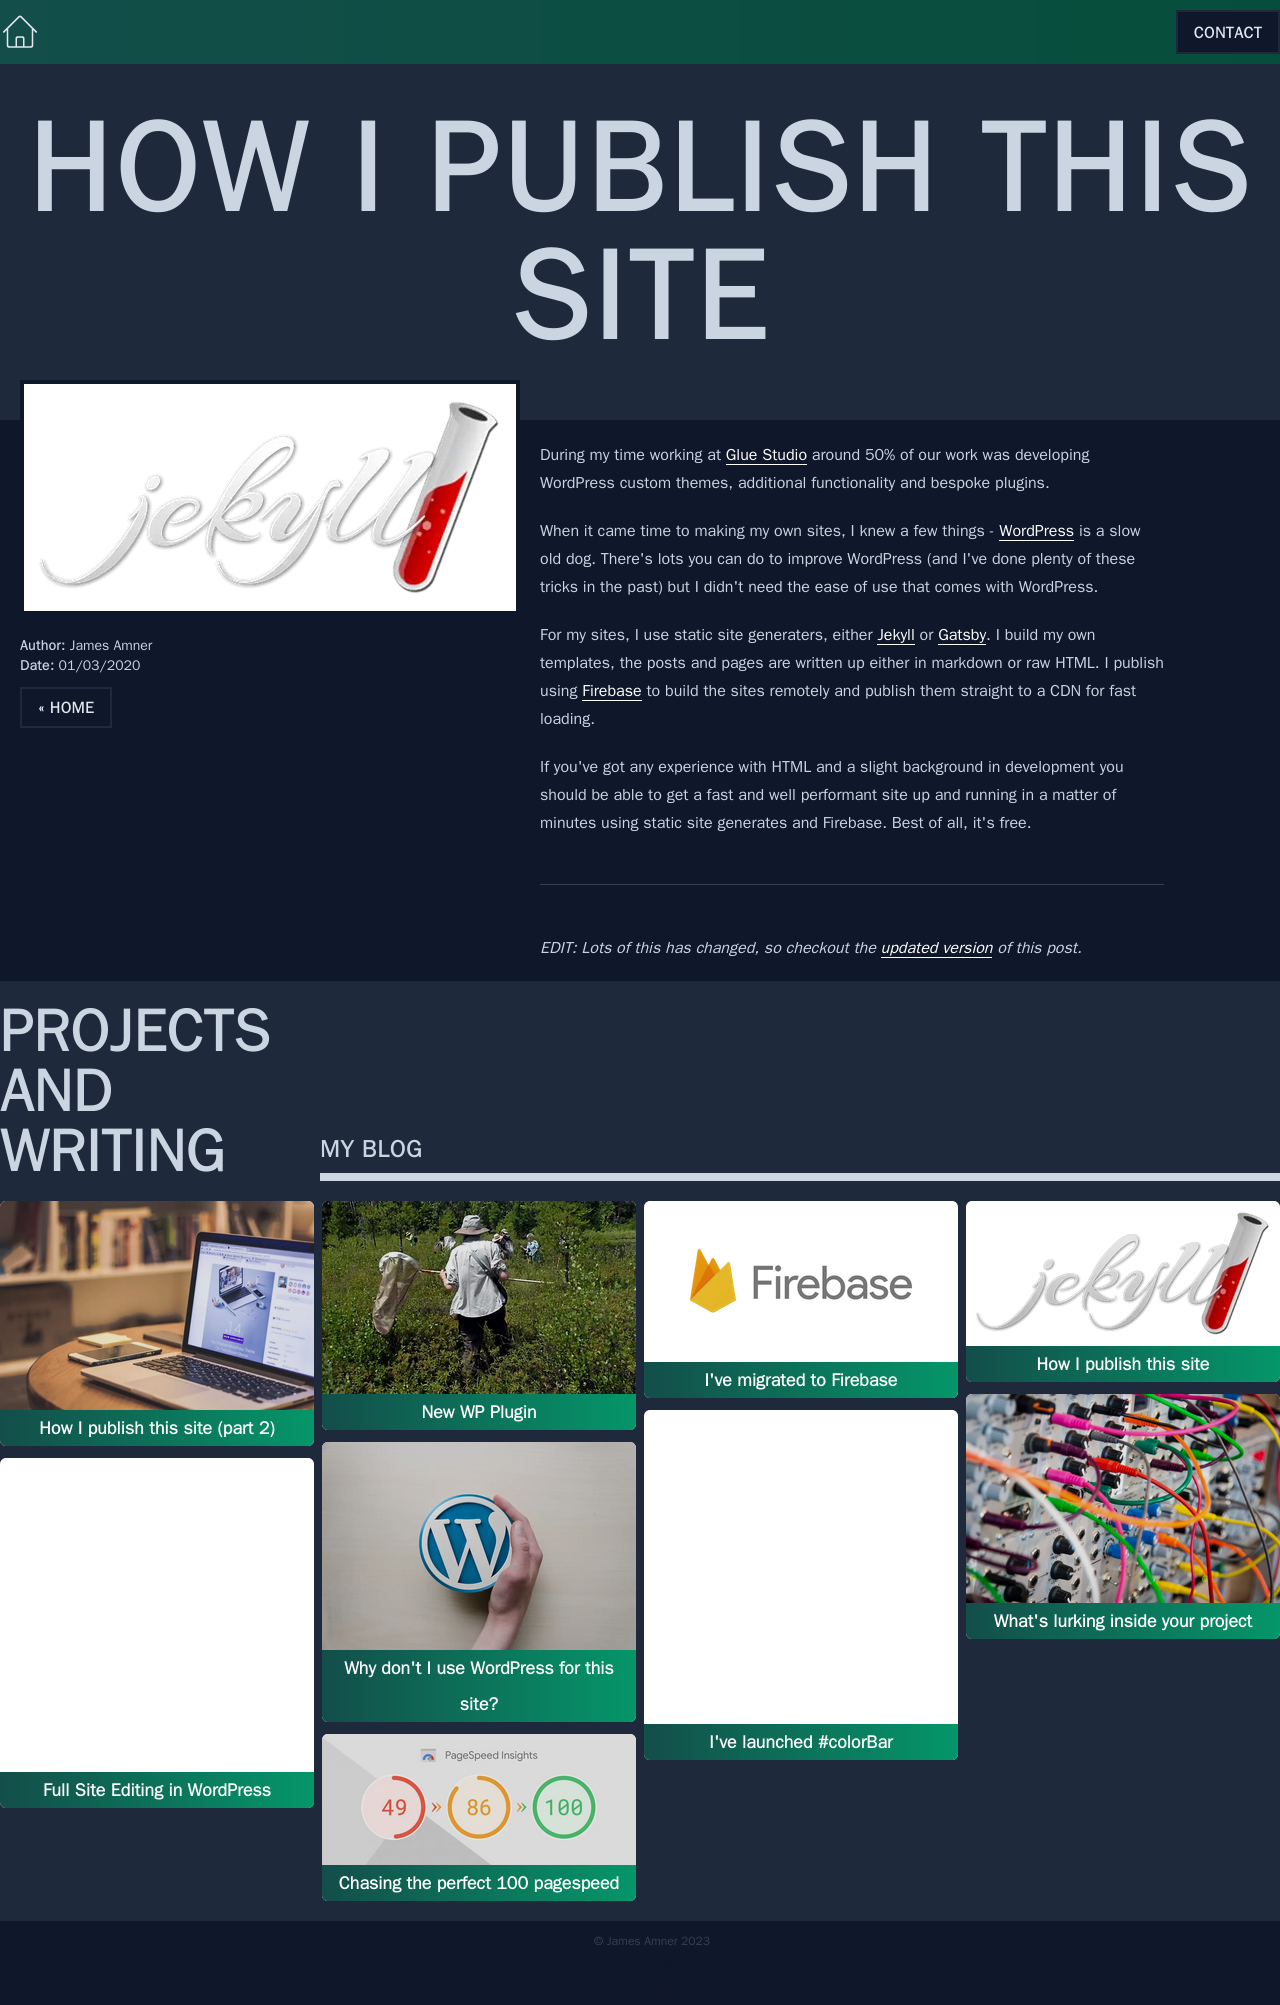 CONTACT
HOW I PUBLISH THIS
SITE
jekyll
During my time working at Glue Studio around 50% of our work was developing
WordPress custom themes, additional functionality and bespoke plugins.
When it came time to making my own sites, I knew a few things - WordPress is a slow
old dog. There's lots you can do to improve WordPress (and I've done plenty of these
tricks in the past) but I didn't need the ease of use that comes with WordPress.
For my sites, I use static site generaters, either Jekyll or Gatsby. I build my own
templates, the posts and pages are written up either in markdown or raw HTML. I publish
using Firebase to build the sites remotely and publish them straight to a CDN for fast
loading.
If you've got any experience with HTML and a slight background in development you
should be able to get a fast and well performant site up and running in a matter of
minutes using static site generates and Firebase. Best of all, it's free.
EDIT: Lots of this has changed, so checkout the updated version of this post.
Author: James Amner
Date: 01/03/2020
« HOME
PROJECTS
AND
WRITING
MY BLOG
How I publish this site (part 2)
New WP Plugin
Firebase
I've migrated to Firebase
jekyll
How I publish this site
Full Site Editing in WordPress
W
Why don't I use WordPress for this
site?
I've launched #colorBar
What's lurking inside your project
PageSpeed Insights
49 » 86 » 100
Chasing the perfect 100 pagespeed
© James Amner 2023